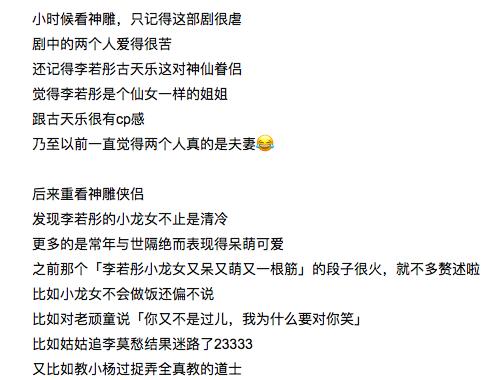 小时候看神雕，只记得这部剧很虐
剧中的两个人爱得很苦
还记得李若彤古天乐这对神仙眷侣
觉得李若彤是个仙女一样的姐姐
跟古天乐很有cp感
乃至以前一直觉得两个人真的是夫妻😂
后来重看神雕侠侣
发现李若彤的小龙女不止是清冷
更多的是常年与世隔绝而表现得呆萌可爱
之前那个「李若彤小龙女又呆又萌又一根筋」的段子很火，就不多赘述啦
比如小龙女不会做饭还偏不说
比如对老顽童说「你又不是过儿，我为什么要对你笑」
比如姑姑追李莫愁结果迷路了23333
又比如教小杨过捉弄全真教的道士